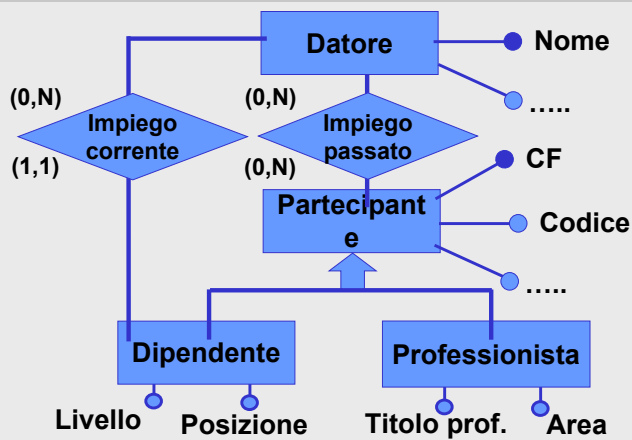 Datore
Nome
…..
(0,N)
(0,N)
Impiego
corrente
Impiego
passato
(1,1)
(0,N)
CF
Partecipant
e
Codice
…..
Dipendente
Professionista
Livello
Posizione
Titolo prof.
Area